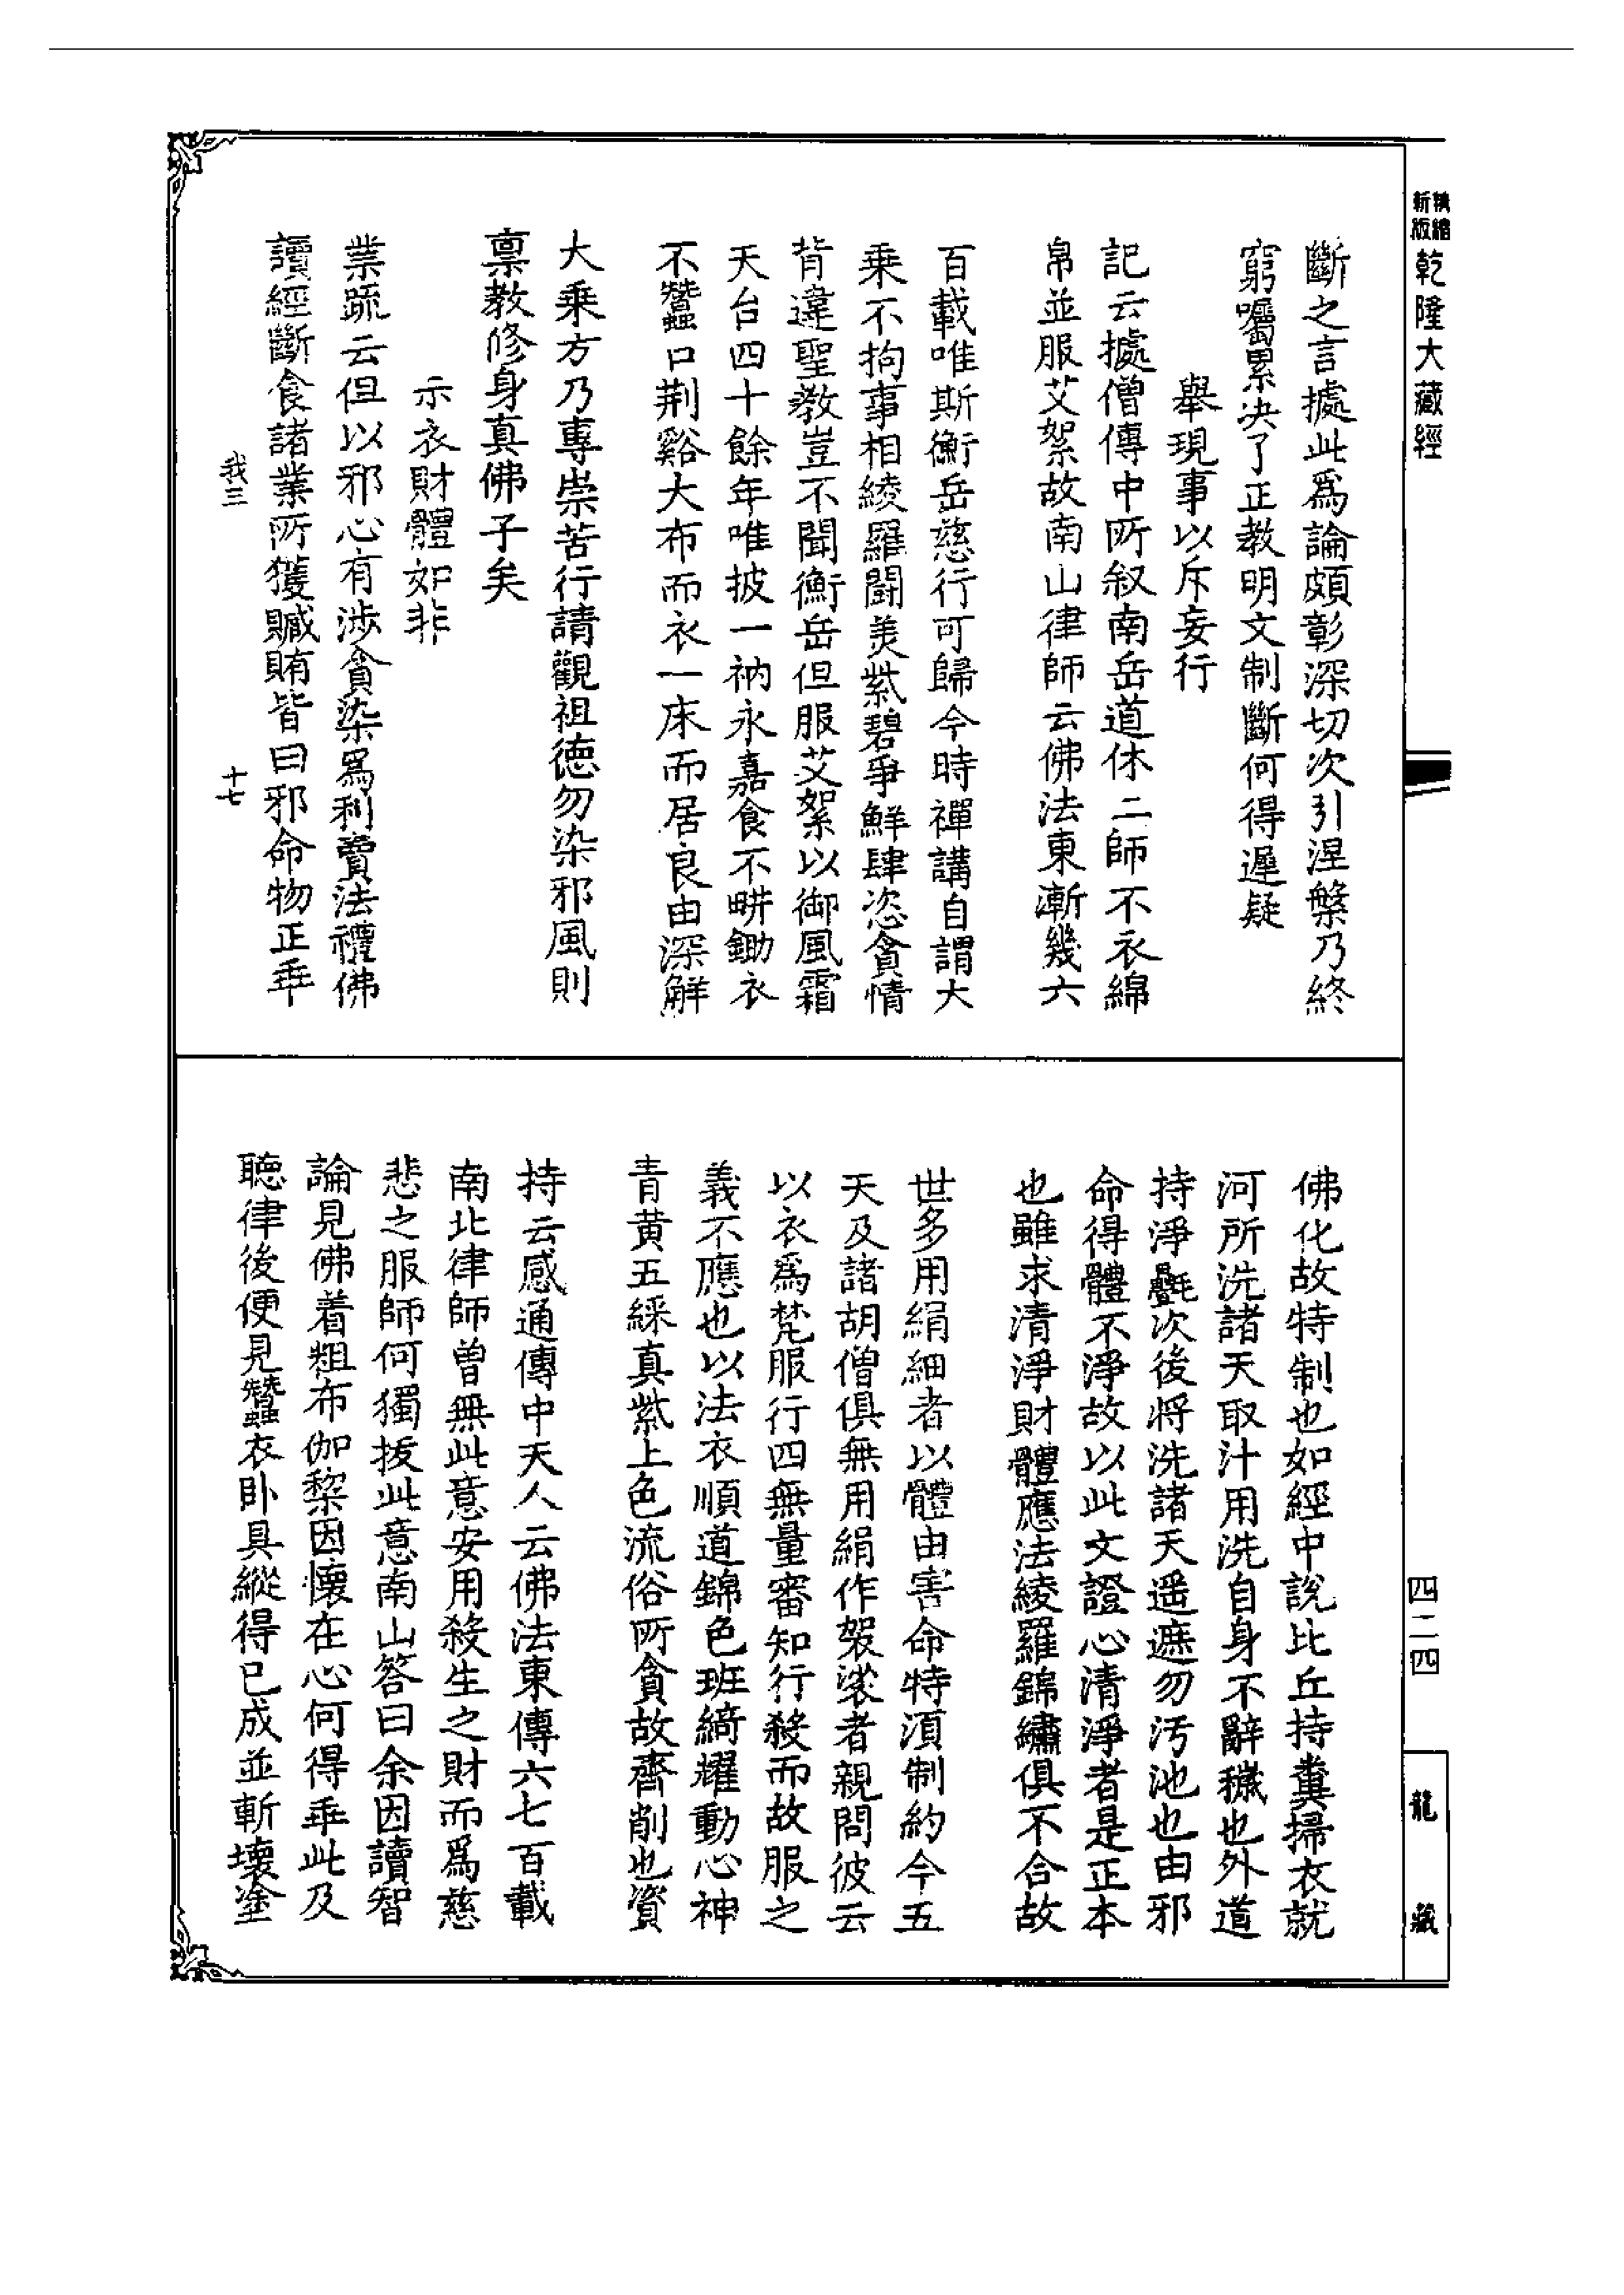 精縮新版乾隆大藏經
斷之言據此為論頗彰深切次引涅槃乃終
窮囑累決了正教明文制斷何得遲疑
舉現事以斥妄行
記云據僧傳中所叙南岳道休二師不衣綿
帛並服艾絮故南山律師云佛法東漸幾六
百載唯斯衡岳慈行可歸今時禪講自謂大
乗不拘事相綾羅鬪美紫碧爭鮮肆恣貪情
背違聖教豈不聞衡岳但服艾絮以御風霜
天台四十餘年唯披一衲永嘉食不畊鋤衣
不蠶口荆谿大布而衣一床而居良由深解
大乗方乃專崇苦行請觀祖德勿染邪風則
禀教修身真佛子矣
示衣財體如非
業䟽云但以邪心有涉貪染為利賣法禮佛
讀經斷食諸業所獲贓賄皆曰邪命物正乖
我三
十七
佛化故特制也如經中說比丘持糞掃衣就
河所洗諸天取汁用洗自身不辭穢也外道
持淨㲲次後將洗諸天遥遮勿汚池也由邪
命得體不淨故以此文證心清淨者是正本
也雖求清淨財體應法綾羅錦繡俱不合故
世多用絹細者以體由害命特湏制約今五
天及諸胡僧俱無用絹作袈裟者親問彼云
以衣為梵服行四無量審知行殺而故服之
義不應也以法衣順道錦色班綺耀動心神
青黄五綵真紫上色流俗所貪故齊削也資
持云感通傳中天人云佛法東傳六七百載
南北律師曾無此意安用殺生之財而為慈
悲之服師何獨拔此意南山答曰余因讀智
論見佛着粗布伽黎因懷在心何得乖此及
聽律後便見蠶衣卧具縱得已成並斬壞塗
四二四
龍藏